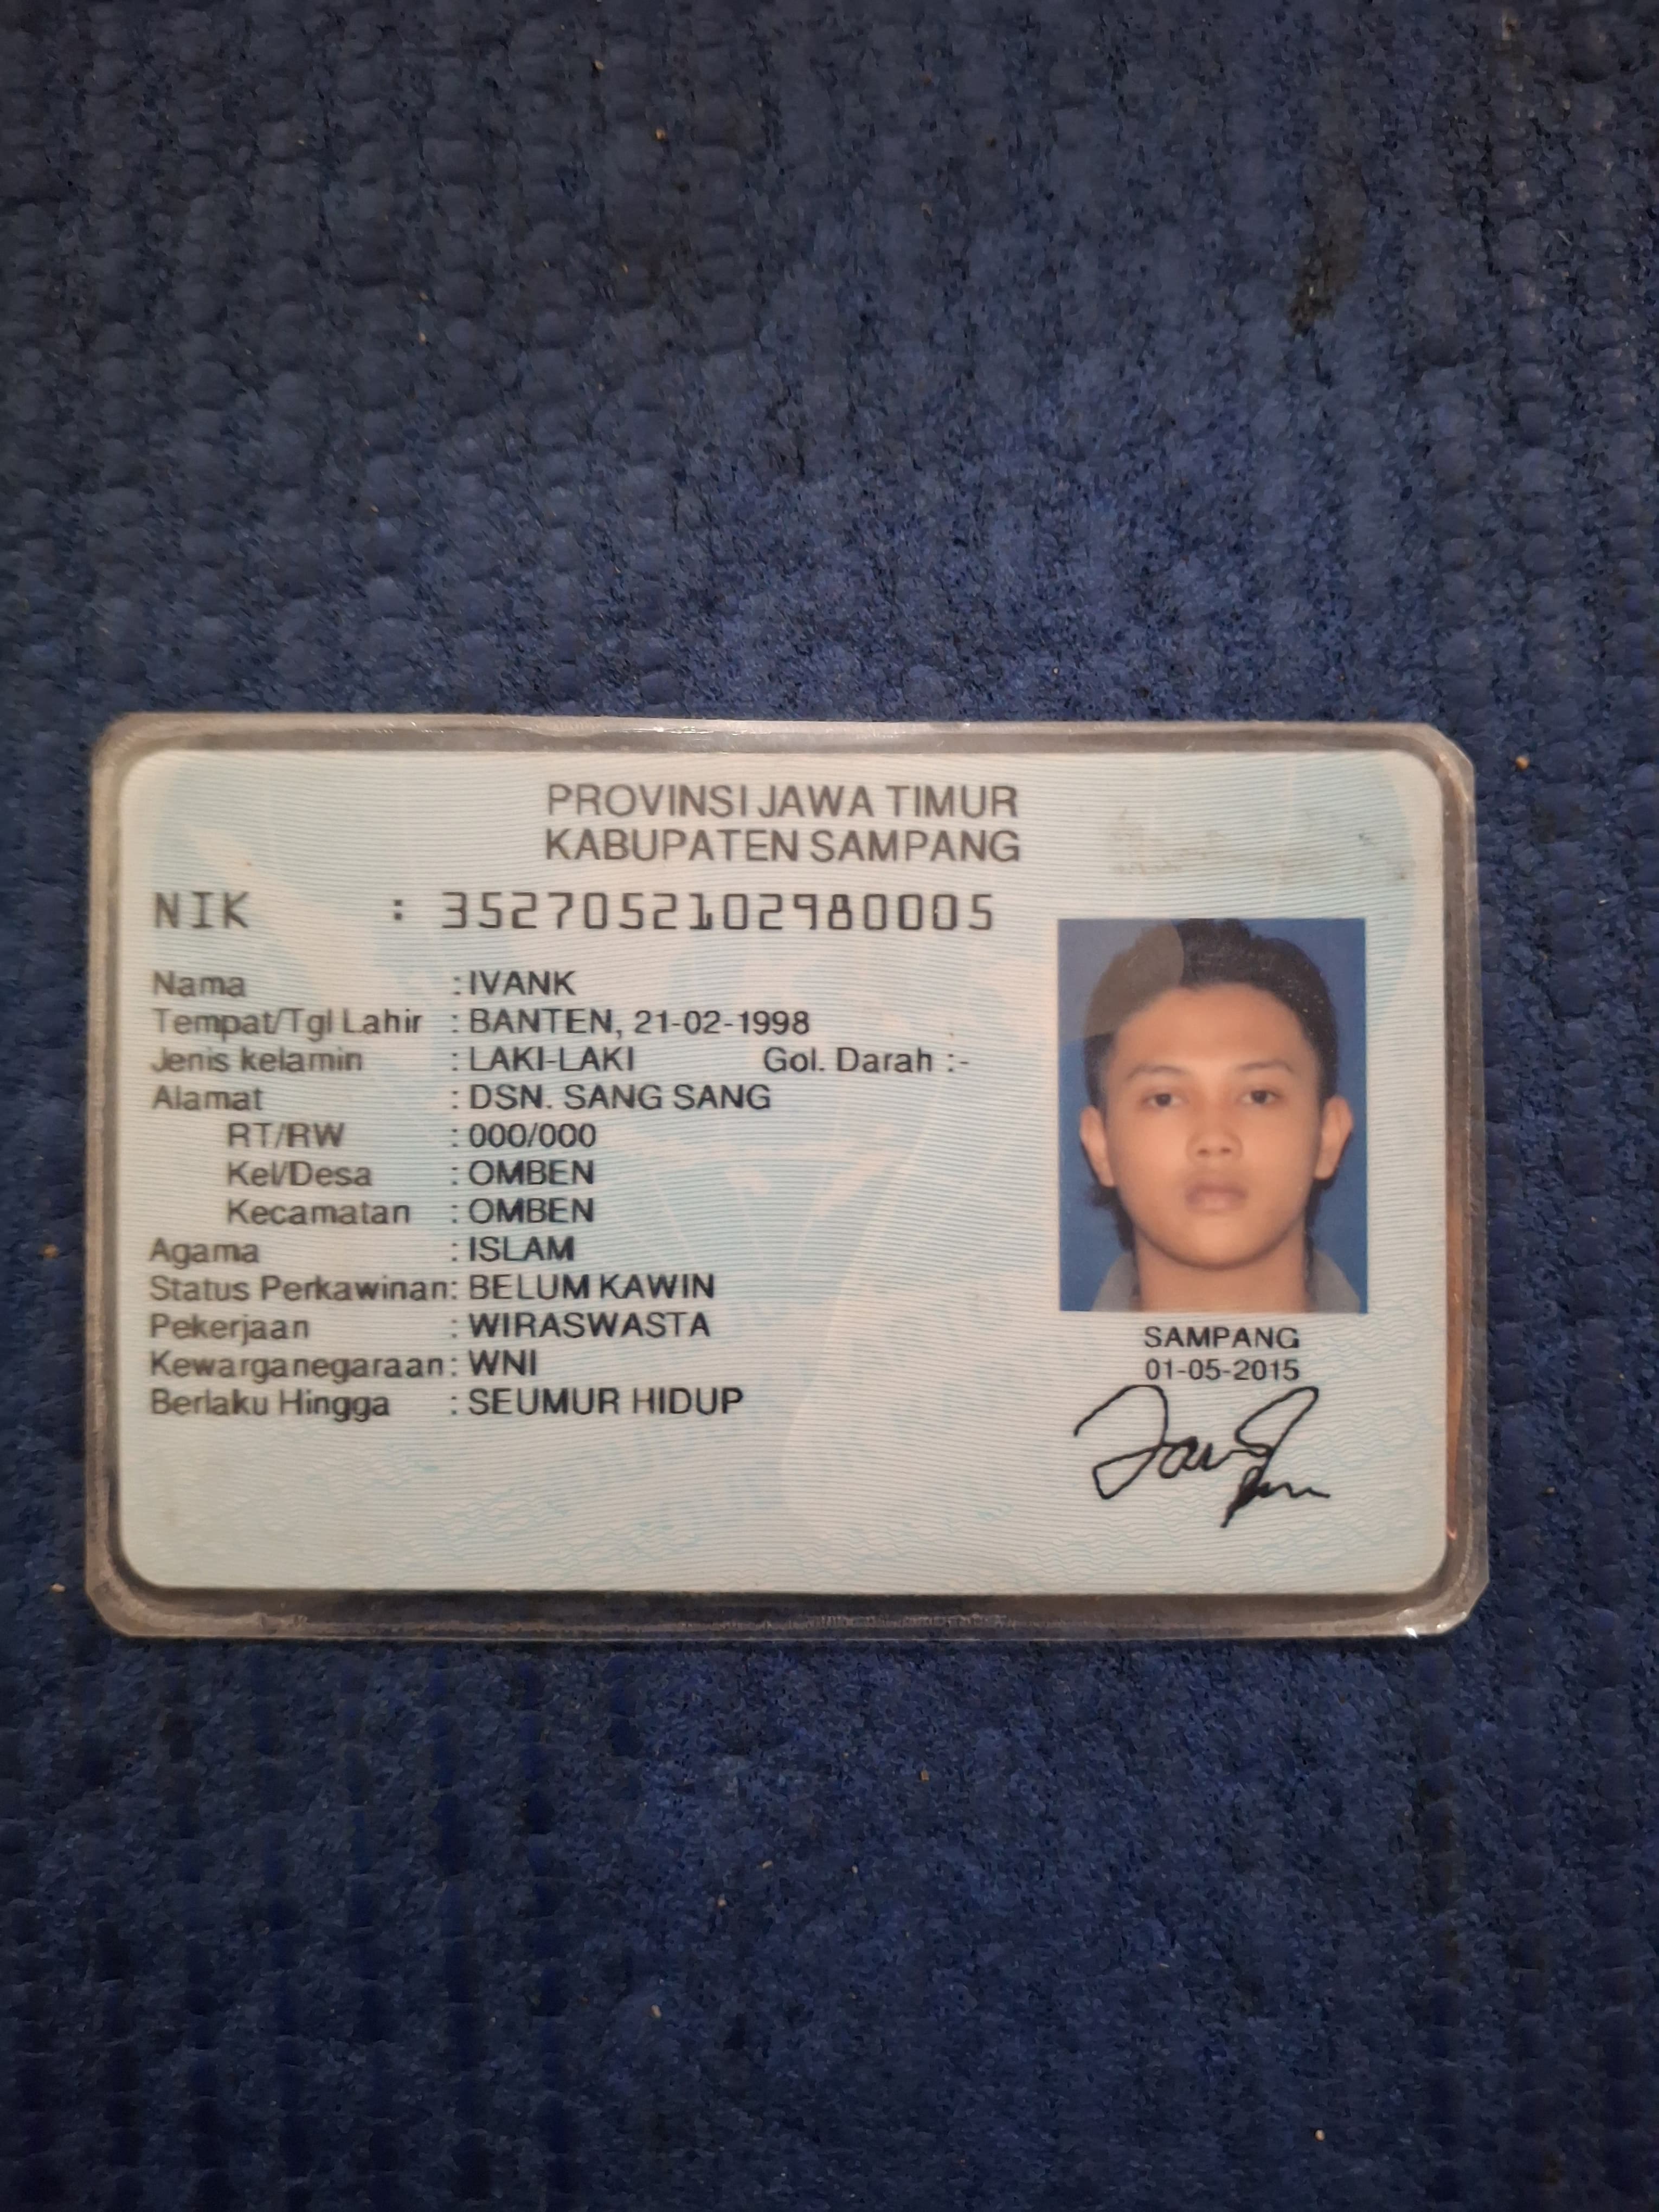 PROVINSI JAWA TIMUR
KABUPATEN SAMPANG
NIK : 3527052102980005
Nama : IVANK
Tempat/Tgl Lahir : BANTEN, 21-02-1998
Jenis kelamin : LAKI-LAKI Gol. Darah :-
Alamat : DSN. SANG SANG
RT/RW : 000/000
Kel/Desa : OMBEN
Kecamatan : OMBEN
Agama : ISLAM
Status Perkawinan: BELUM KAWIN
Pekerjaan : WIRASWASTA
Kewarganegaraan: WNI
Berlaku Hingga : SEUMUR HIDUP
SAMPANG
01-05-2015